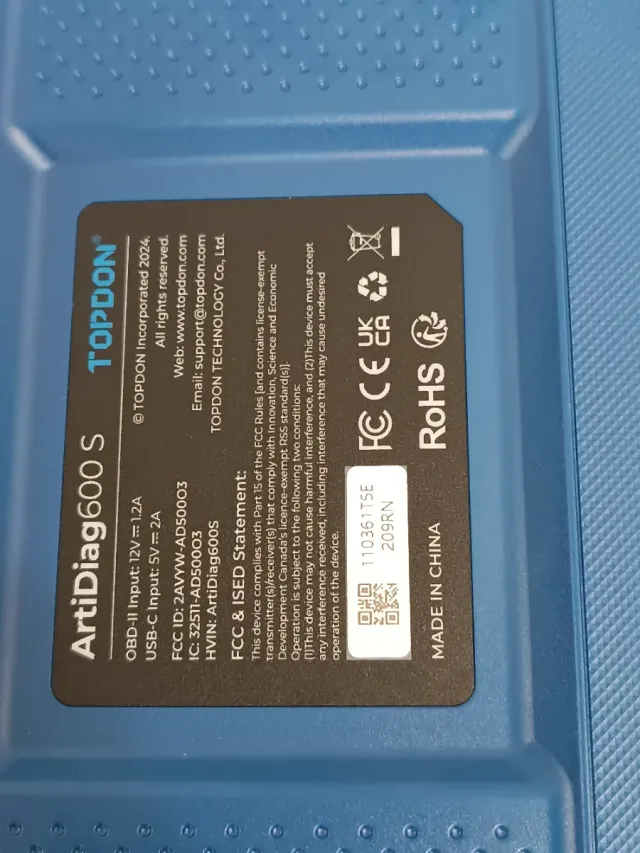 ArtiDiag600 S
TOPDON®
OBD-II Input: 12V⎓1.2A
USB-C Input: 5V⎓2A
FCC ID: 2AVYW-AD50003
IC: 32511-AD50003
HVIN: ArtiDiag600S
© TOPDON Incorporated 2024.
All rights reserved.
Web: www.topdon.com
Email: support@topdon.com
TOPDON TECHNOLOGY Co., Ltd.
FCC & ISED Statement:
This device complies with Part 15 of the FCC Rules [and contains license-exempt
transmitter(s)/receiver(s) that comply with Innovation, Science and Economic
Development Canada's licence-exempt RSS standard(s)].
Operation is subject to the following two conditions:
(1)This device may not cause harmful interference, and (2)This device must accept
any interference received, including interference that may cause undesired
operation of the device.
110361T5E
209RN
FC CE UK
CA
MADE IN CHINA
RoHS